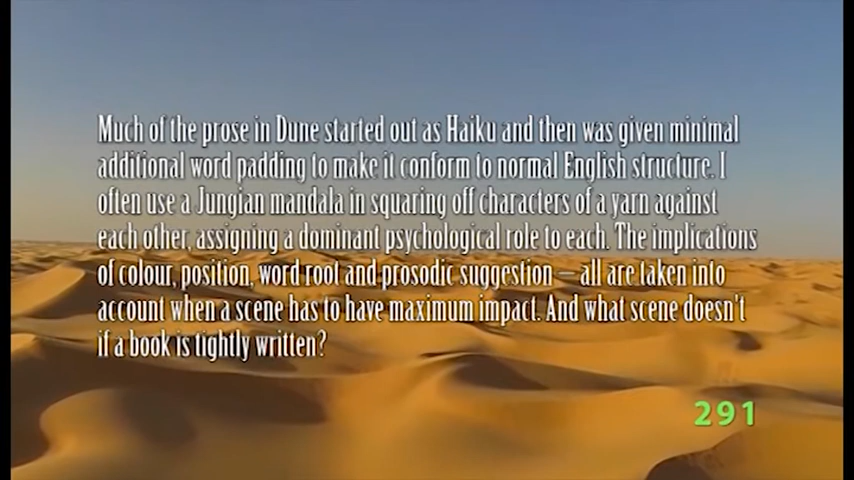 Much of the prose in Dune started out as Haiku and then was given minimal
additional word padding to make it conform to normal English structure. I
often use a Jungian mandala in squaring off characters of a yarn against
each other, assigning a dominant psychological role to each. The implications
of colour, position, word root and prosodic suggestion – all are taken into
account when a scene has to have maximum impact. And what scene doesn't
if a book is tightly written?
291